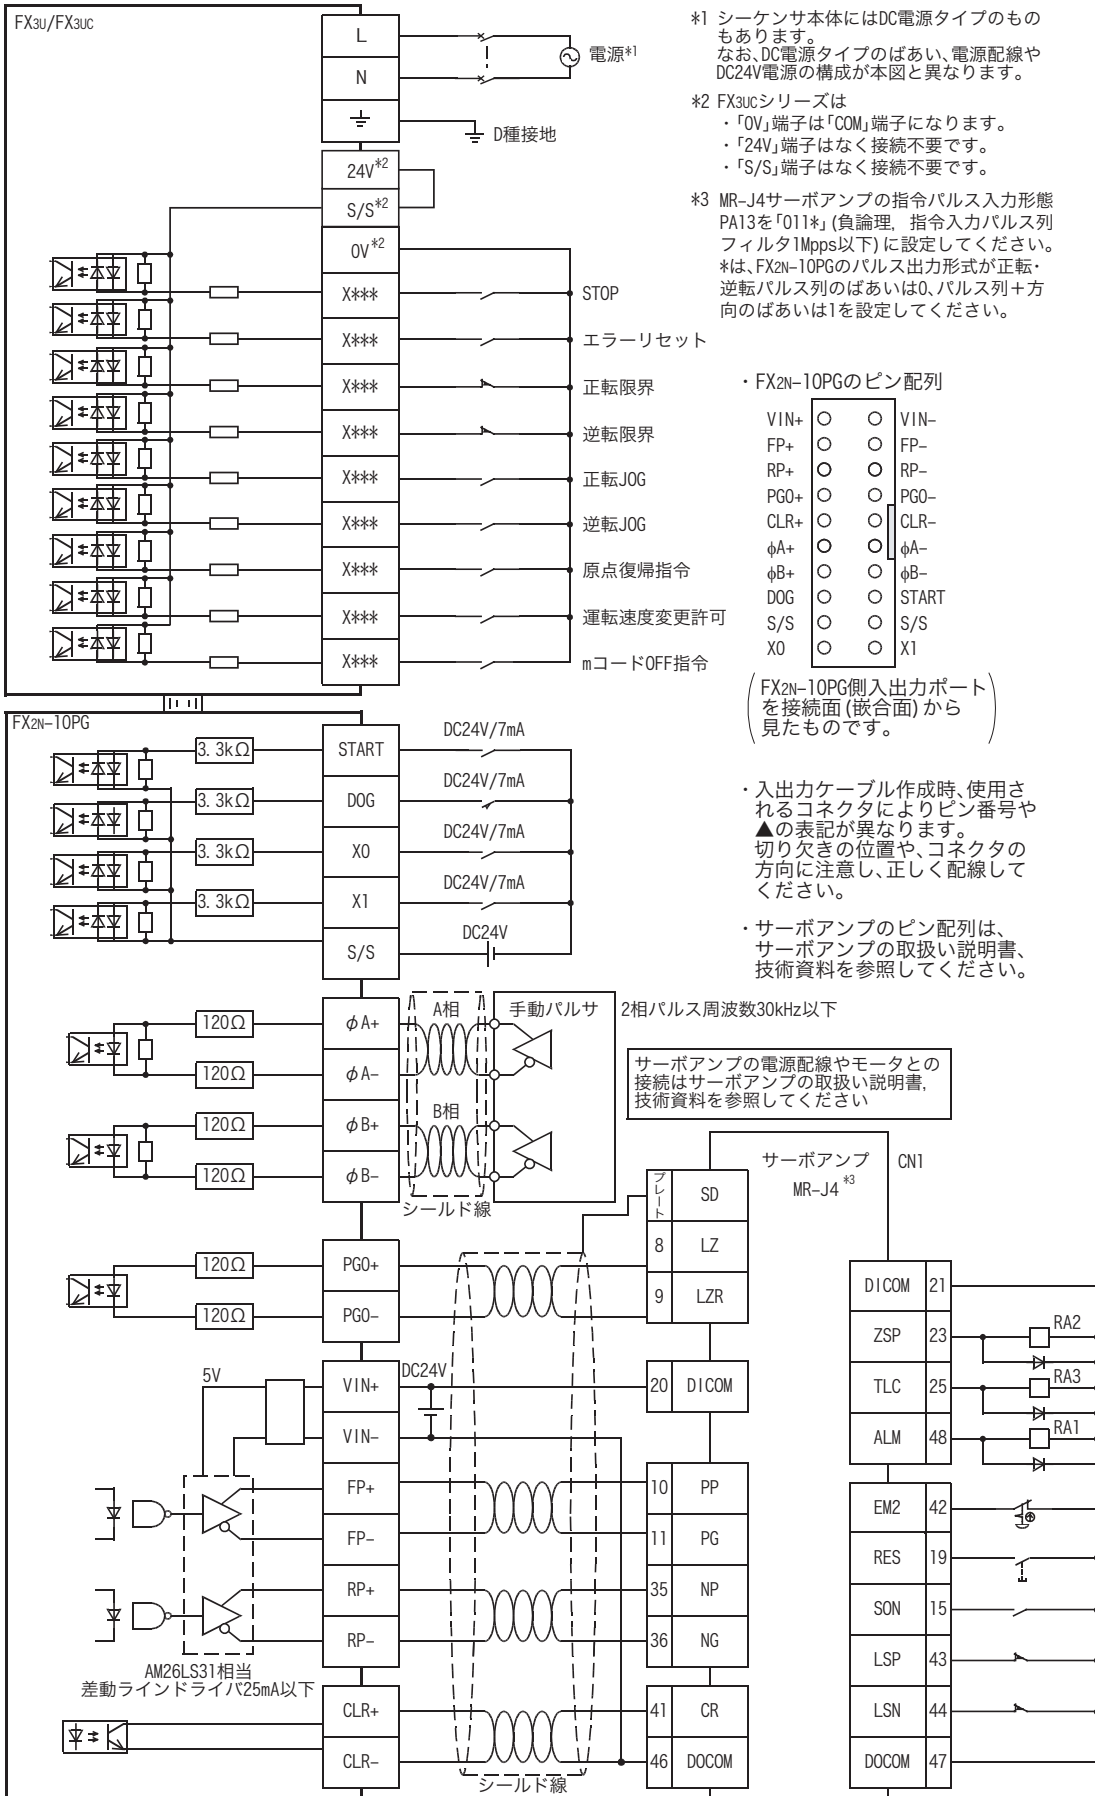 FX3U/FX3UC
L
N
電源*1
D種接地
24V*2
S/S*2
0V*2
X***
STOP
X***
エラーリセット
X***
正転限界
X***
逆転限界
X***
正転JOG
X***
逆転JOG
X***
原点復帰指令
X***
運転速度変更許可
X***
mコードOFF指令
*1 シーケンサ本体にはDC電源タイプのもの
もあります。
なお、DC電源タイプのばあい、電源配線や
DC24V電源の構成が本図と異なります。
*2 FX3UCシリーズは
・「0V」端子は「COM」端子になります。
・「24V」端子はなく接続不要です。
・「S/S」端子はなく接続不要です。
*3 MR-J4サーボアンプの指令パルス入力形態
PA13を「011*」(負論理, 指令入力パルス列
フィルタ1Mpps以下)に設定してください。
*は、FX2N-10PGのパルス出力形式が正転・
逆転パルス列のばあいは0、パルス列+方
向のばあいは1を設定してください。
・FX2N-10PGのピン配列
VIN+ VIN-
FP+ FP-
RP+ RP-
PG0+ PG0-
CLR+ CLR-
φA+ φA-
φB+ φB-
DOG START
S/S S/S
X0 X1
FX2N-10PG側入出力ポート
を接続面(嵌合面)から
見たものです。
・入出力ケーブル作成時、使用さ
れるコネクタによりピン番号や
▲の表記が異なります。
切り欠きの位置や、コネクタの
方向に注意し、正しく配線して
ください。
・サーボアンプのピン配列は、
サーボアンプの取扱い説明書、
技術資料を参照してください。
FX2N-10PG
3.3kΩ
START
DC24V/7mA
3.3kΩ
DOG
DC24V/7mA
3.3kΩ
X0
DC24V/7mA
3.3kΩ
X1
DC24V/7mA
S/S
DC24V
120Ω
φA+
A相
手動パルサ
2相パルス周波数30kHz以下
120Ω
φA-
120Ω
φB+
B相
120Ω
φB-
シールド線
サーボアンプの電源配線やモータとの
接続はサーボアンプの取扱い説明書,
技術資料を参照してください
サーボアンプ
MR-J4 *3
CN1
プレート
SD
8 LZ
9 LZR
120Ω
PG0+
120Ω
PG0-
5V
VIN+
DC24V
20 DICOM
VIN-
FP+
10 PP
FP-
11 PG
RP+
35 NP
RP-
36 NG
AM26LS31相当
差動ラインドライバ25mA以下
CLR+
41 CR
CLR-
46 DOCOM
シールド線
DICOM 21
ZSP 23
RA2
TLC 25
RA3
ALM 48
RA1
EM2 42
RES 19
SON 15
LSP 43
LSN 44
DOCOM 47